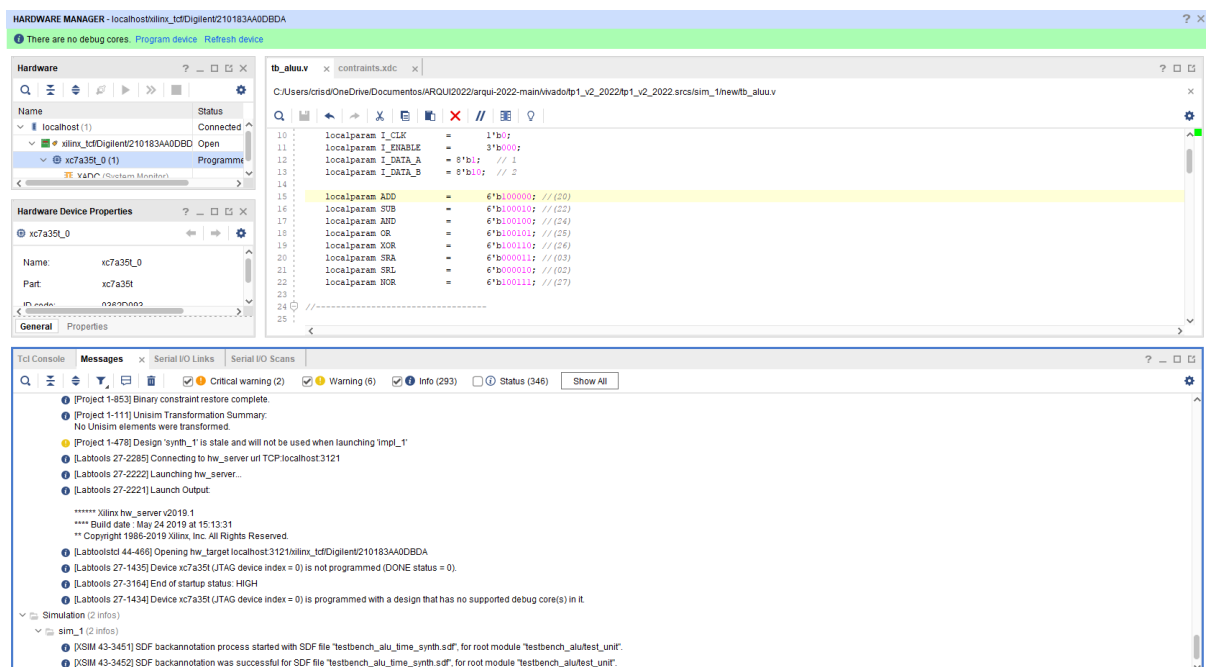 HARDWARE MANAGER - localhost/xilinx_tcf/Digilent/210183AA0DBDA
There are no debug cores. Program device Refresh device
Hardware
Name Status
localhost (1) Connected
xilinx_tcf/Digilent/210183AA0DBD Open
xc7a35t_0 (1) Programme
XADC (System Monitor)
Hardware Device Properties
xc7a35t_0
Name: xc7a35t_0
Part: xc7a35t
ID code: 0362D093
General Properties
tb_aluu.v contraints.xdc
C:/Users/crisd/OneDrive/Documentos/ARQUI2022/arqui-2022-main/vivado/tp1_v2_2022/tp1_v2_2022.srcs/sim_1/new/tb_aluu.v
10 localparam I_CLK = 1'b0;
11 localparam I_ENABLE = 3'b000;
12 localparam I_DATA_A = 8'b1; // 1
13 localparam I_DATA_B = 8'b10; // 2
14
15 localparam ADD = 6'b100000; //(20)
16 localparam SUB = 6'b100010; //(22)
17 localparam AND = 6'b100100; //(24)
18 localparam OR = 6'b100101; //(25)
19 localparam XOR = 6'b100110; //(26)
20 localparam SRA = 6'b000011; //(03)
21 localparam SRL = 6'b000010; //(02)
22 localparam NOR = 6'b100111; //(27)
23
24 //-----------------------------------
25
Tcl Console Messages Serial I/O Links Serial I/O Scans
Critical warning (2) Warning (6) Info (293) Status (346) Show All
[Project 1-853] Binary constraint restore complete.
[Project 1-111] Unisim Transformation Summary:
No Unisim elements were transformed.
[Project 1-478] Design 'synth_1' is stale and will not be used when launching 'impl_1'
[Labtools 27-2285] Connecting to hw_server url TCP:localhost:3121
[Labtools 27-2222] Launching hw_server...
[Labtools 27-2221] Launch Output:
****** Xilinx hw_server v2019.1
**** Build date : May 24 2019 at 15:13:31
** Copyright 1986-2019 Xilinx, Inc. All Rights Reserved.
[Labtoolstcl 44-466] Opening hw_target localhost:3121/xilinx_tcf/Digilent/210183AA0DBDA
[Labtools 27-1435] Device xc7a35t (JTAG device index = 0) is not programmed (DONE status = 0).
[Labtools 27-3164] End of startup status: HIGH
[Labtools 27-1434] Device xc7a35t (JTAG device index = 0) is programmed with a design that has no supported debug core(s) in it.
Simulation (2 infos)
sim_1 (2 infos)
[XSIM 43-3451] SDF backannotation process started with SDF file "testbench_alu_time_synth.sdf", for root module "testbench_alu/test_unit".
[XSIM 43-3452] SDF backannotation was successful for SDF file "testbench_alu_time_synth.sdf", for root module "testbench_alu/test_unit".